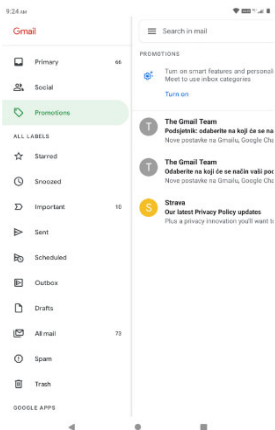 9:24 AM
Gmail
Primary
66
Social
Promotions
ALL LABELS
Starred
Snoozed
Important
10
Sent
Scheduled
Outbox
Drafts
All mail
73
Spam
Trash
GOOGLE APPS
Search in mail
PROMOTIONS
Turn on smart features and personali
Meet to use inbox categories
Turn on
T
The Gmail Team
Podsjetnik: odaberite na koji će se na
Nove postavke na Gmailu, Google Cha
T
The Gmail Team
Odaberite na koji će se način vaši pod
Nove postavke na Gmailu, Google Cha
S
Strava
Our latest Privacy Policy updates
Plus a privacy innovation you'll want to